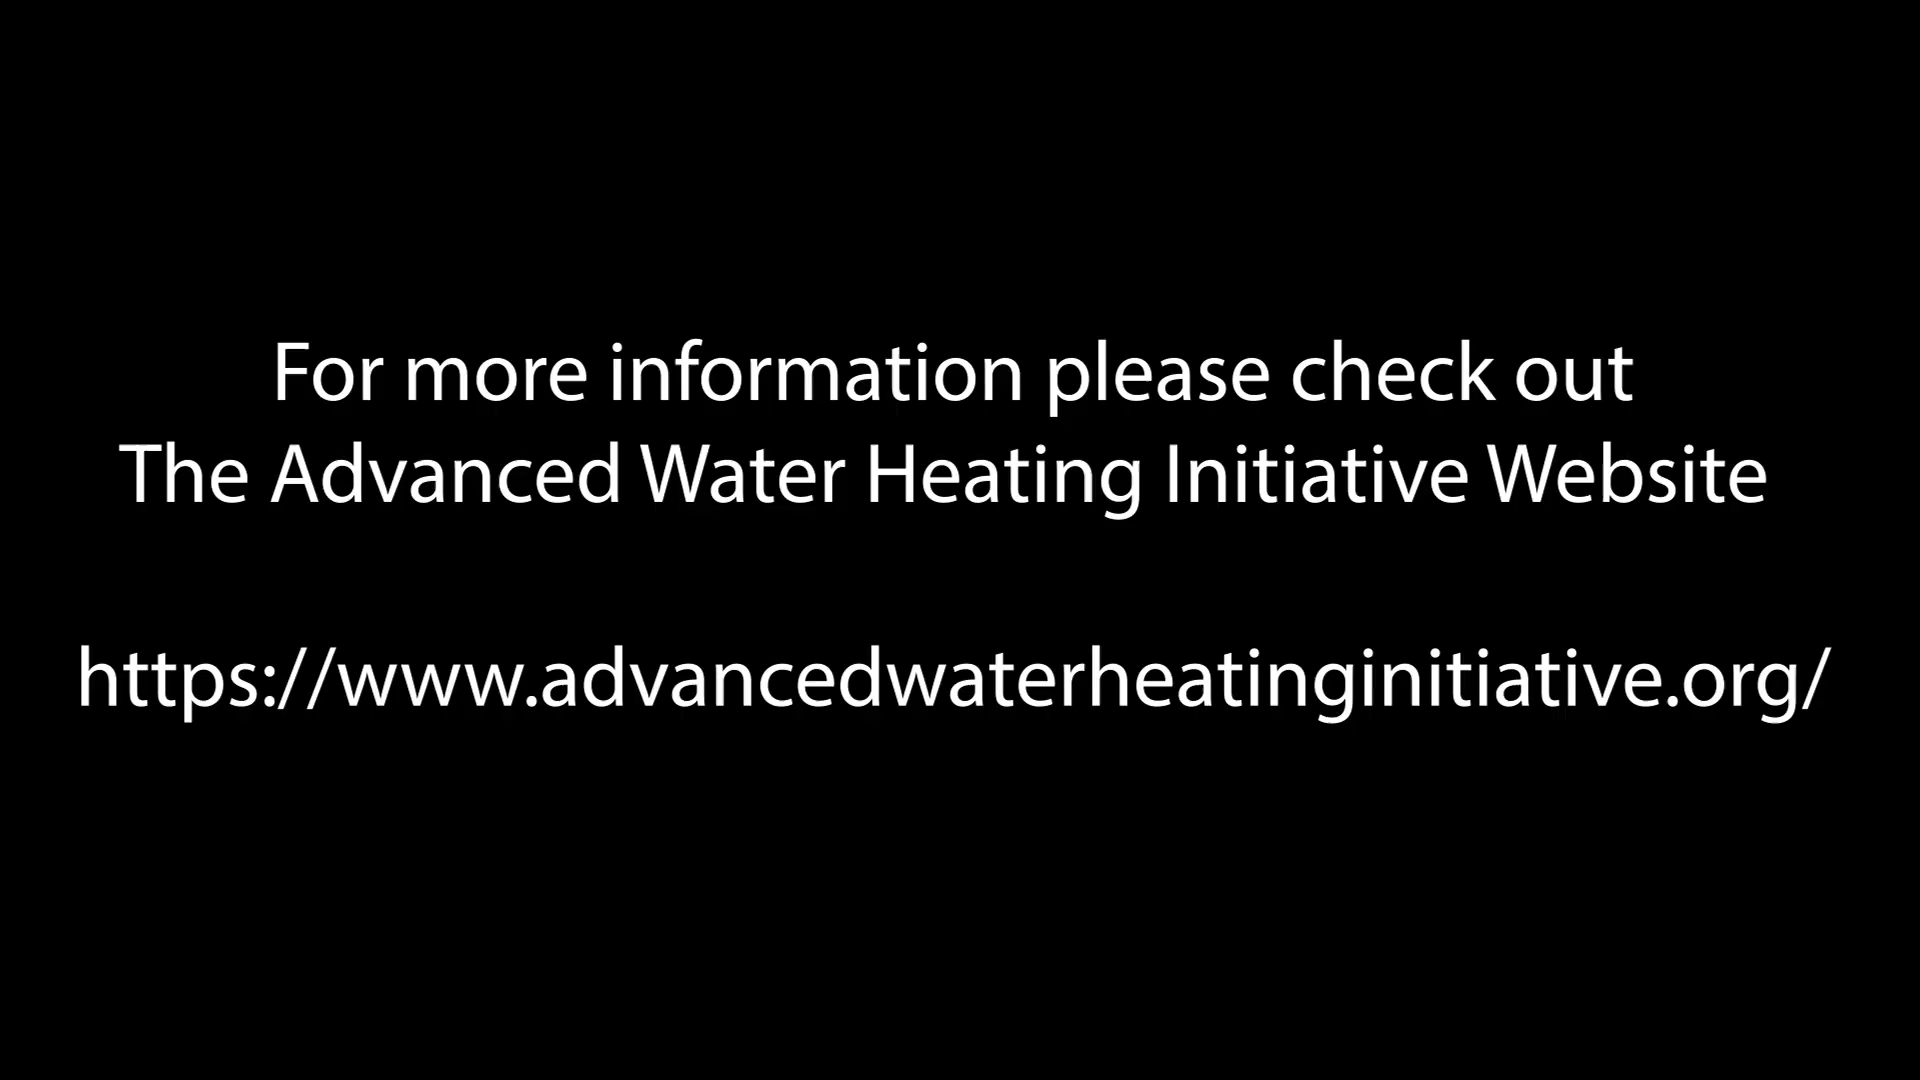 For more information please check out
The Advanced Water Heating Initiative Website
https://www.advancedwaterheatinginitiative.org/